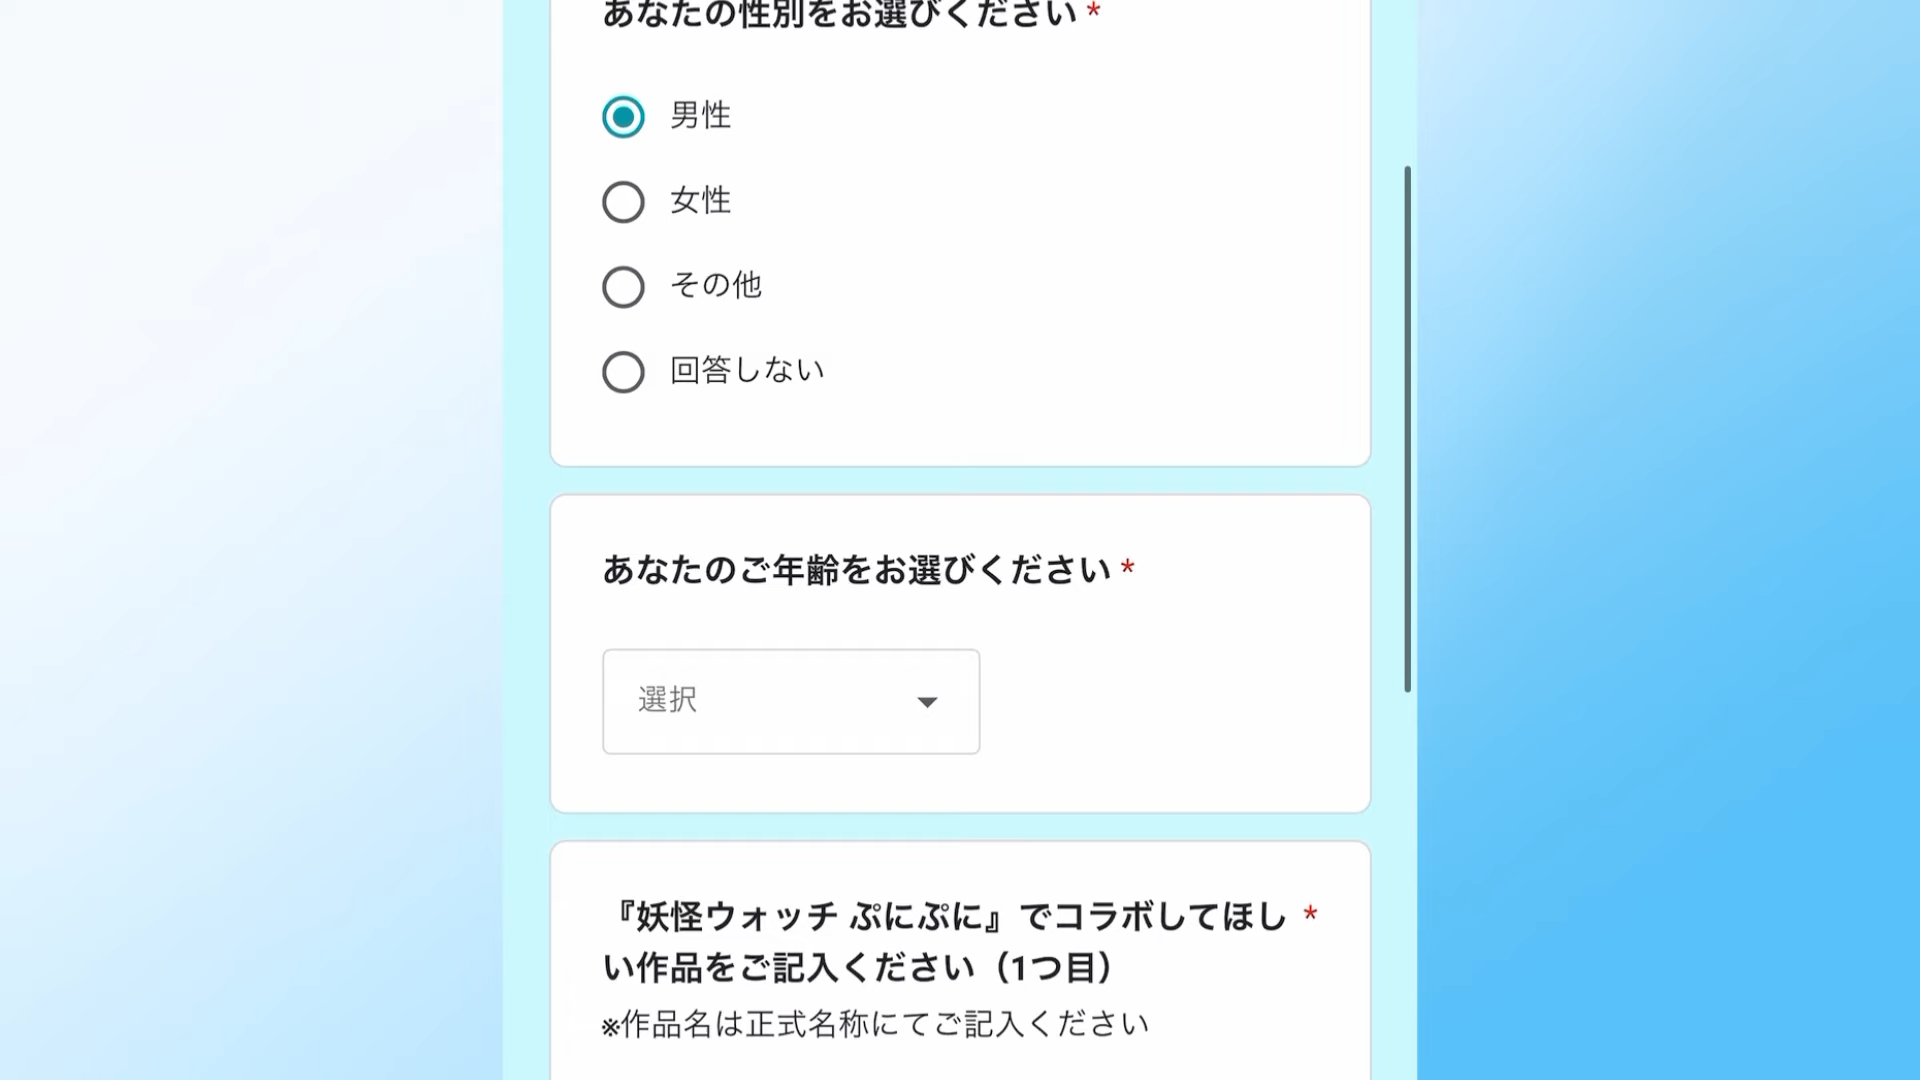 あなたの性別をお選びください *
男性
女性
その他
回答しない
あなたのご年齢をお選びください *
選択
『妖怪ウォッチ ぷにぷに』でコラボしてほし *
い作品をご記入ください（1つ目）
※作品名は正式名称にてご記入ください